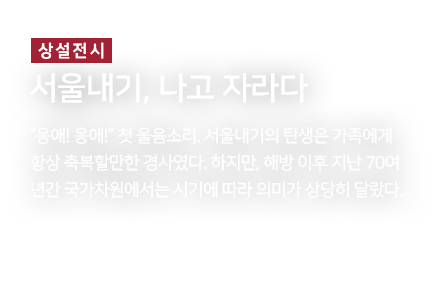 상설전시
서울내기, 나고 자라다
"응애! 응애!" 첫 울음소리. 서울내기의 탄생은 가족에게
항상 축복할만한 경사였다. 하지만, 해방 이후 지난 70여
년간 국가차원에서는 시기에 따라 의미가 상당히 달랐다..